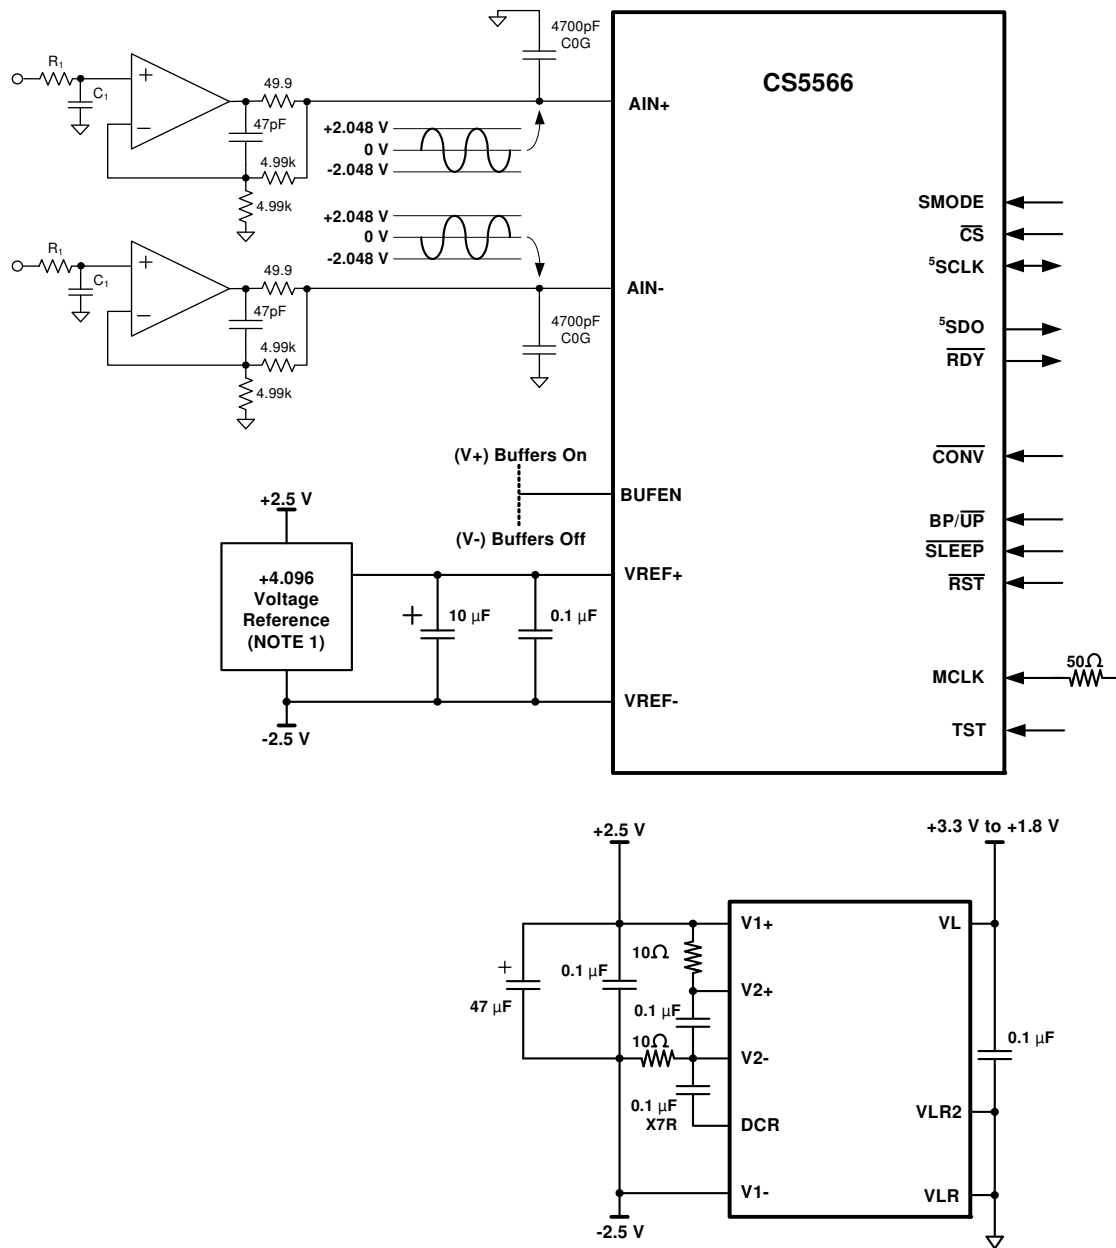 4700pF
C0G
CS5566
R1
C1
49.9
47pF
4.99k
4.99k
AIN+
+2.048 V
0 V
-2.048 V
SMODE
CS
5SCLK
+2.048 V
0 V
-2.048 V
R1
C1
49.9
47pF
4.99k
4.99k
AIN-
4700pF
C0G
5SDO
RDY
(V+) Buffers On
CONV
BUFEN
(V-) Buffers Off
BP/UP
SLEEP
RST
+2.5 V
+4.096
Voltage
Reference
(NOTE 1)
VREF+
10 µF
0.1 µF
50Ω
MCLK
VREF-
-2.5 V
TST
+2.5 V
+3.3 V to +1.8 V
V1+
VL
10Ω
0.1 µF
47 µF
V2+
0.1 µF
10Ω
V2-
0.1 µF
0.1 µF
X7R
DCR
VLR2
V1-
VLR
-2.5 V